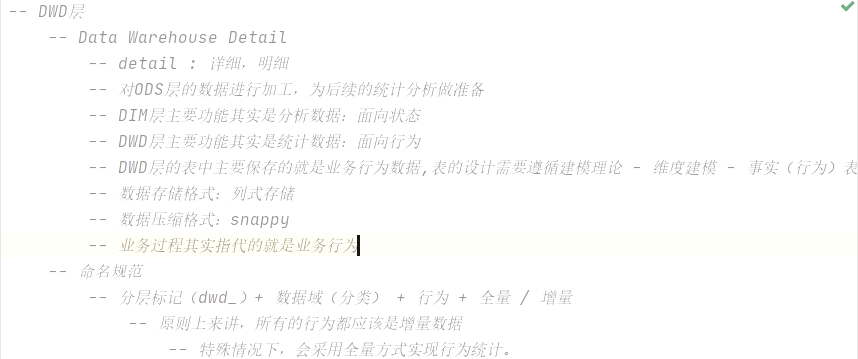 -- DWD层
-- Data Warehouse Detail
-- detail : 详细，明细
-- 对ODS层的数据进行加工，为后续的统计分析做准备
-- DIM层主要功能其实是分析数据：面向状态
-- DWD层主要功能其实是统计数据：面向行为
-- DWD层的表中主要保存的就是业务行为数据,表的设计需要遵循建模理论 - 维度建模 - 事实（行为）表
-- 数据存储格式：列式存储
-- 数据压缩格式：snappy
-- 业务过程其实指代的就是业务行为
-- 命名规范
-- 分层标记（dwd_）+ 数据域（分类） + 行为 + 全量 / 增量
-- 原则上来讲，所有的行为都应该是增量数据
-- 特殊情况下，会采用全量方式实现行为统计。